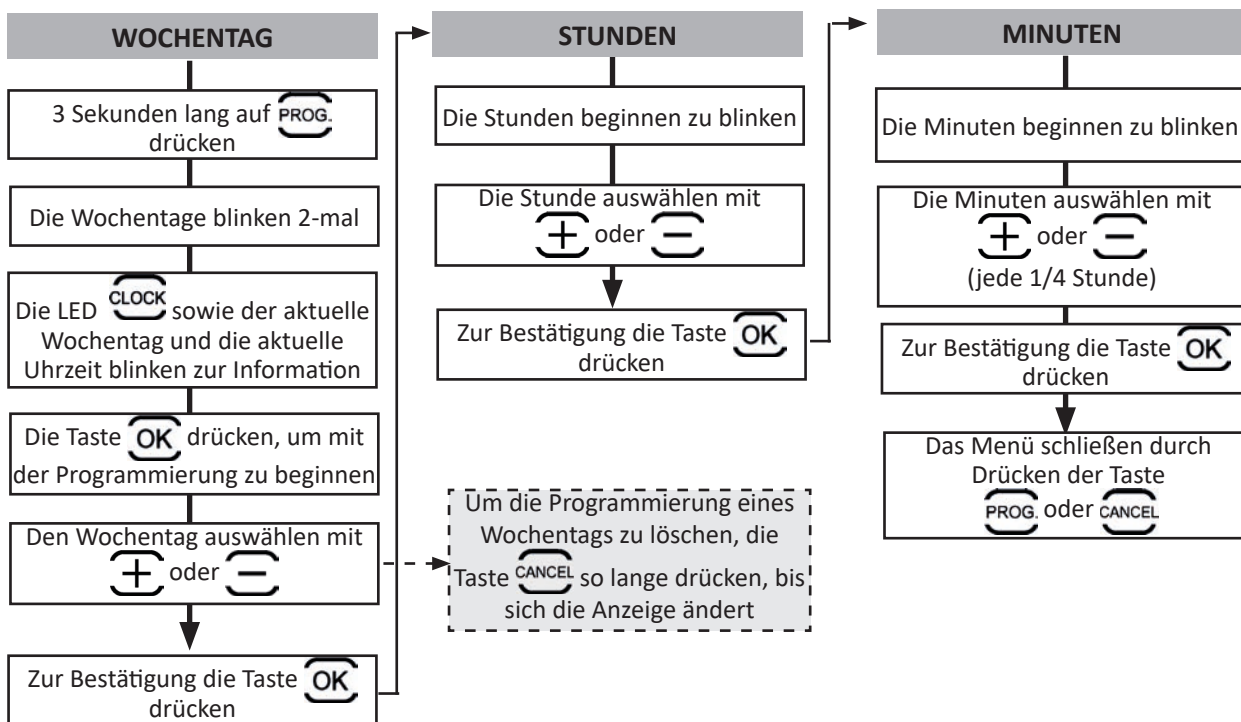 WOCHENTAG
3 Sekunden lang auf PROG.
drücken
Die Wochentage blinken 2-mal
Die LED CLOCK sowie der aktuelle
Wochentag und die aktuelle
Uhrzeit blinken zur Information
Die Taste OK drücken, um mit
der Programmierung zu beginnen
Den Wochentag auswählen mit
+ oder −
Zur Bestätigung die Taste OK
drücken
STUNDEN
Die Stunden beginnen zu blinken
Die Stunde auswählen mit
+ oder −
Zur Bestätigung die Taste OK
drücken
Um die Programmierung eines
Wochentags zu löschen, die
Taste CANCEL so lange drücken, bis
sich die Anzeige ändert
MINUTEN
Die Minuten beginnen zu blinken
Die Minuten auswählen mit
+ oder −
(jede 1/4 Stunde)
Zur Bestätigung die Taste OK
drücken
Das Menü schließen durch
Drücken der Taste
PROG. oder CANCEL